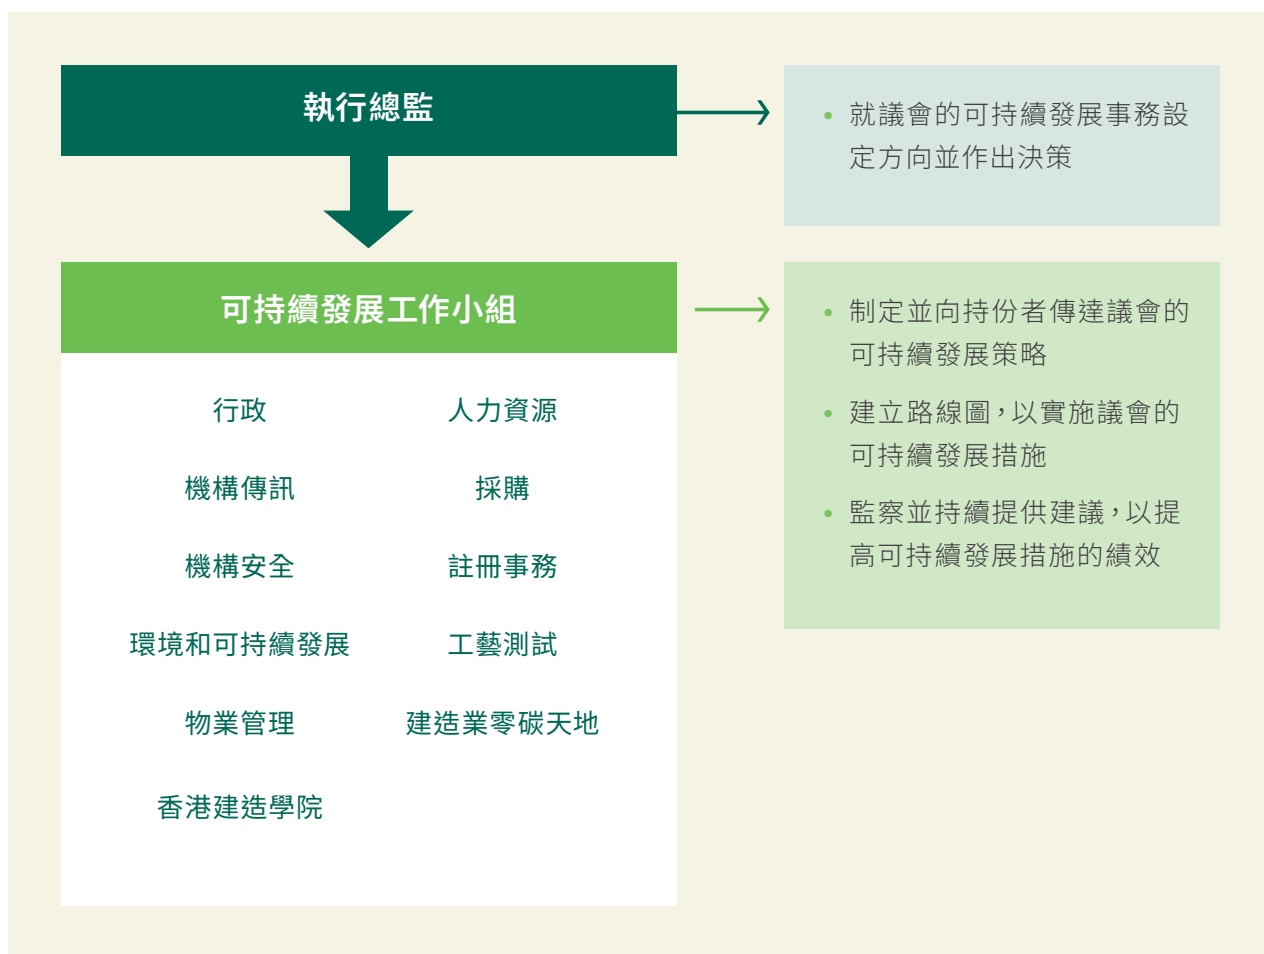 執行總監
• 就議會的可持續發展事務設
定方向並作出決策
可持續發展工作小組
行政
人力資源
機構傳訊
採購
機構安全
註冊事務
環境和可持續發展
工藝測試
物業管理
建造業零碳天地
香港建造學院
• 制定並向持份者傳達議會的
可持續發展策略
• 建立路線圖，以實施議會的
可持續發展措施
• 監察並持續提供建議，以提
高可持續發展措施的績效